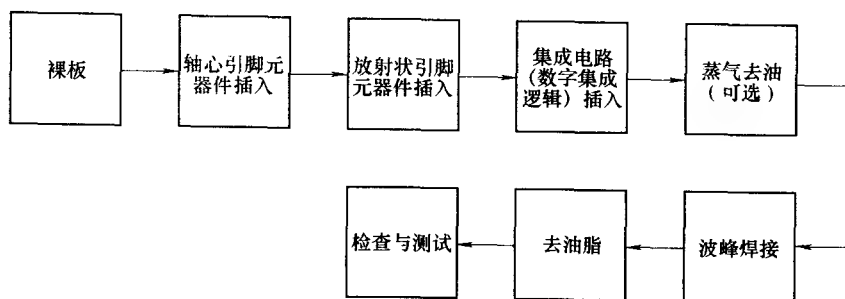 裸板
轴心引脚元
器件插入
放射状引脚
元器件插入
集成电路
（数字集成
逻辑）插入
蒸气去油
（可选）
检查与测试
去油脂
波峰焊接